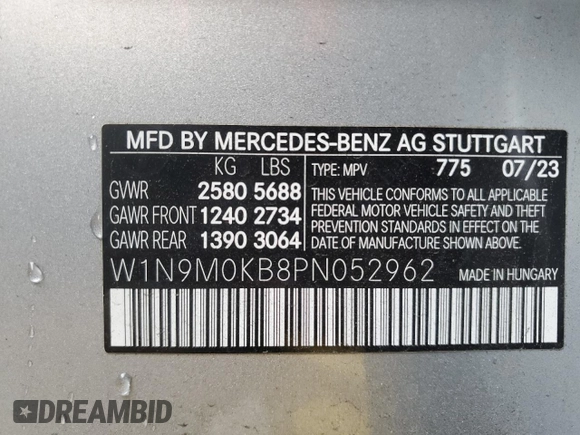 MFD BY MERCEDES-BENZ AG STUTTGART
KG LBS TYPE: MPV 775 07/23
GVWR 2580 5688
GAWR FRONT 1240 2734
GAWR REAR 1390 3064
THIS VEHICLE CONFORMS TO ALL APPLICABLE
FEDERAL MOTOR VEHICLE SAFETY AND THEFT
PREVENTION STANDARDS IN EFFECT ON THE
DATE OF MANUFACTURE SHOWN ABOVE.
W1N9M0KB8PN052962 MADE IN HUNGARY
DREAMBID